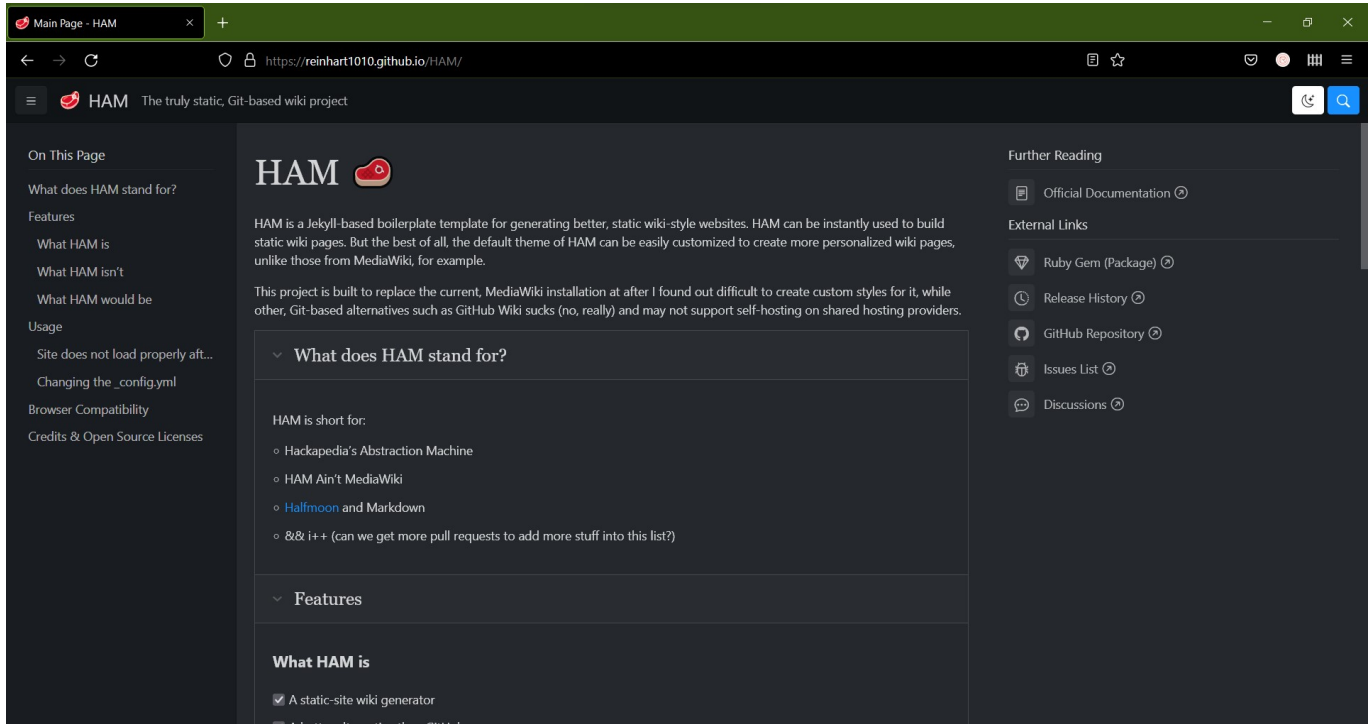 Main Page - HAM
https://reinhart1010.github.io/HAM/
HAM The truly static, Git-based wiki project
On This Page
What does HAM stand for?
Features
What HAM is
What HAM isn't
What HAM would be
Usage
Site does not load properly aft...
Changing the _config.yml
Browser Compatibility
Credits & Open Source Licenses
HAM
HAM is a Jekyll-based boilerplate template for generating better, static wiki-style websites. HAM can be instantly used to build
static wiki pages. But the best of all, the default theme of HAM can be easily customized to create more personalized wiki pages,
unlike those from MediaWiki, for example.
This project is built to replace the current, MediaWiki installation at after I found out difficult to create custom styles for it, while
other, Git-based alternatives such as GitHub Wiki sucks (no, really) and may not support self-hosting on shared hosting providers.
What does HAM stand for?
HAM is short for:
Hackapedia's Abstraction Machine
HAM Ain't MediaWiki
Halfmoon and Markdown
&& i++ (can we get more pull requests to add more stuff into this list?)
Features
What HAM is
A static-site wiki generator
Further Reading
Official Documentation
External Links
Ruby Gem (Package)
Release History
GitHub Repository
Issues List
Discussions